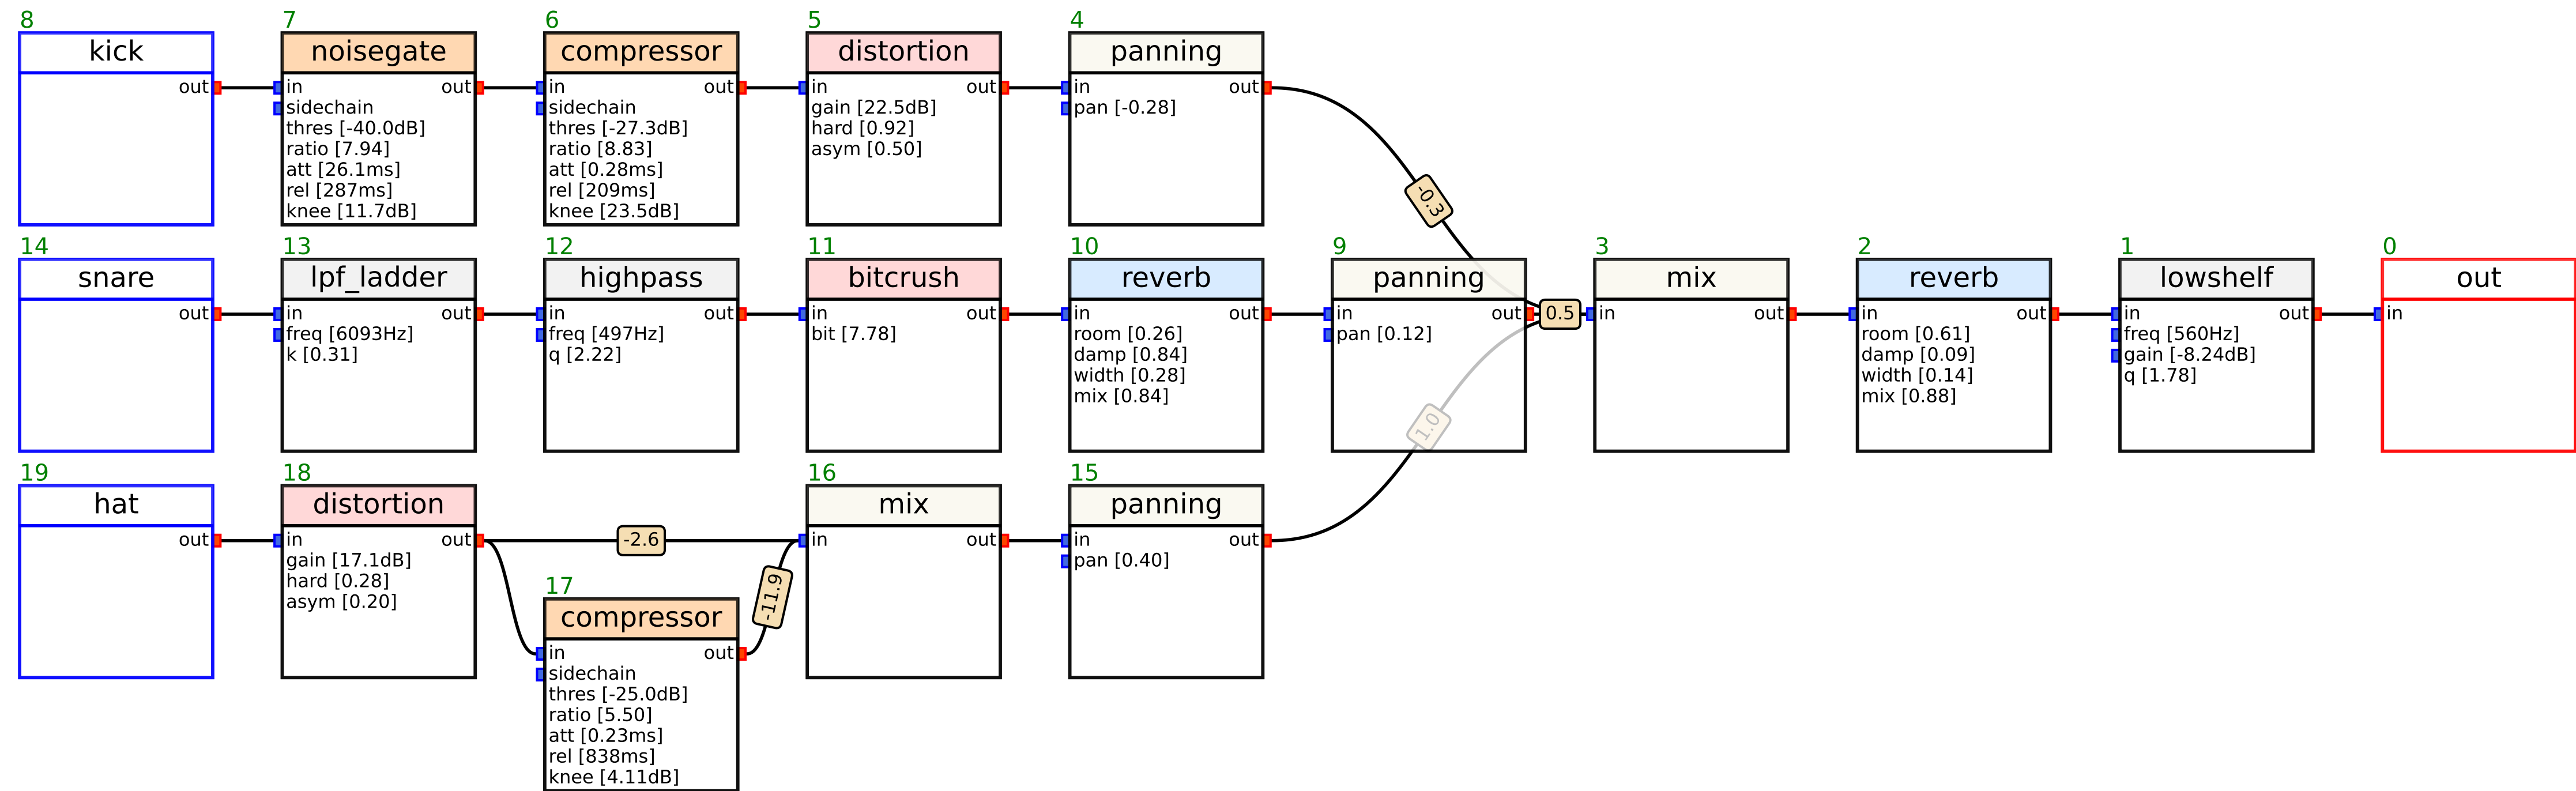 8
kick
out
7
noisegate
in out
sidechain
thres [-40.0dB]
ratio [7.94]
att [26.1ms]
rel [287ms]
knee [11.7dB]
6
compressor
in out
sidechain
thres [-27.3dB]
ratio [8.83]
att [0.28ms]
rel [209ms]
knee [23.5dB]
5
distortion
in out
gain [22.5dB]
hard [0.92]
asym [0.50]
4
panning
in out
pan [-0.28]
-0.3
14
snare
out
13
lpf_ladder
in out
freq [6093Hz]
k [0.31]
12
highpass
in out
freq [497Hz]
q [2.22]
11
bitcrush
in out
bit [7.78]
10
reverb
in out
room [0.26]
damp [0.84]
width [0.28]
mix [0.84]
9
panning
in out
pan [0.12]
0.5
1.0
3
mix
in out
2
reverb
in out
room [0.61]
damp [0.09]
width [0.14]
mix [0.88]
1
lowshelf
in out
freq [560Hz]
gain [-8.24dB]
q [1.78]
0
out
in
19
hat
out
18
distortion
in out
gain [17.1dB]
hard [0.28]
asym [0.20]
-2.6
17
compressor
in out
sidechain
thres [-25.0dB]
ratio [5.50]
att [0.23ms]
rel [838ms]
knee [4.11dB]
-11.9
16
mix
in out
15
panning
in out
pan [0.40]